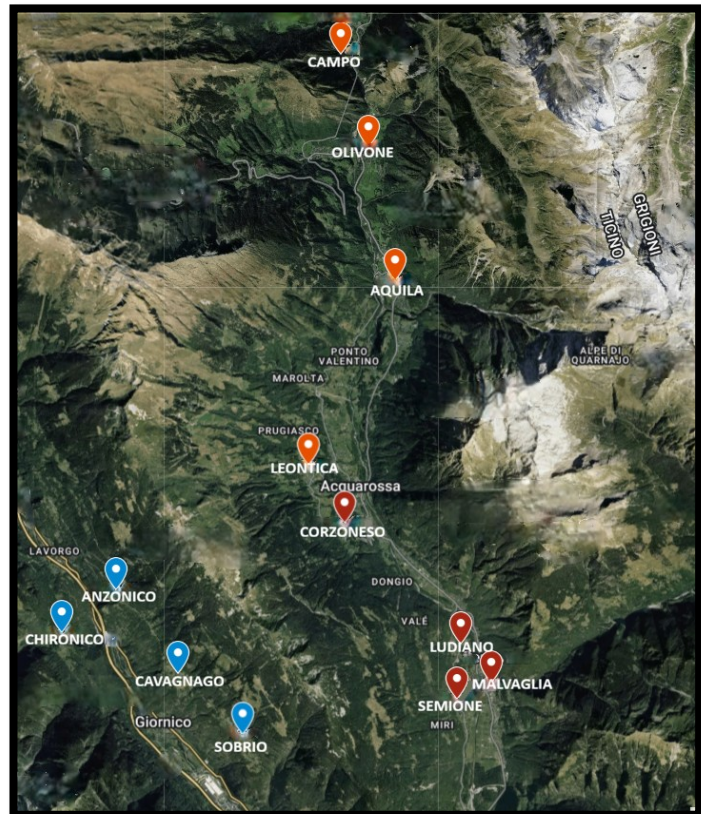 CAMPO
OLIVONE
GRIGIONI
TICINO
AQUILA
PONTO
VALENTINO
ALPE DI
QUARNAJO
MAROLTA
PRUGIASCO
LEONTICA
Acquarossa
CORZONESO
LAVORGO
DONGIO
ANZONICO
VALÉ
CHIRONICO
LUDIANO
CAVAGNAGO
MALVAGLIA
SEMIONE
Giornico
MIRI
SOBRIO